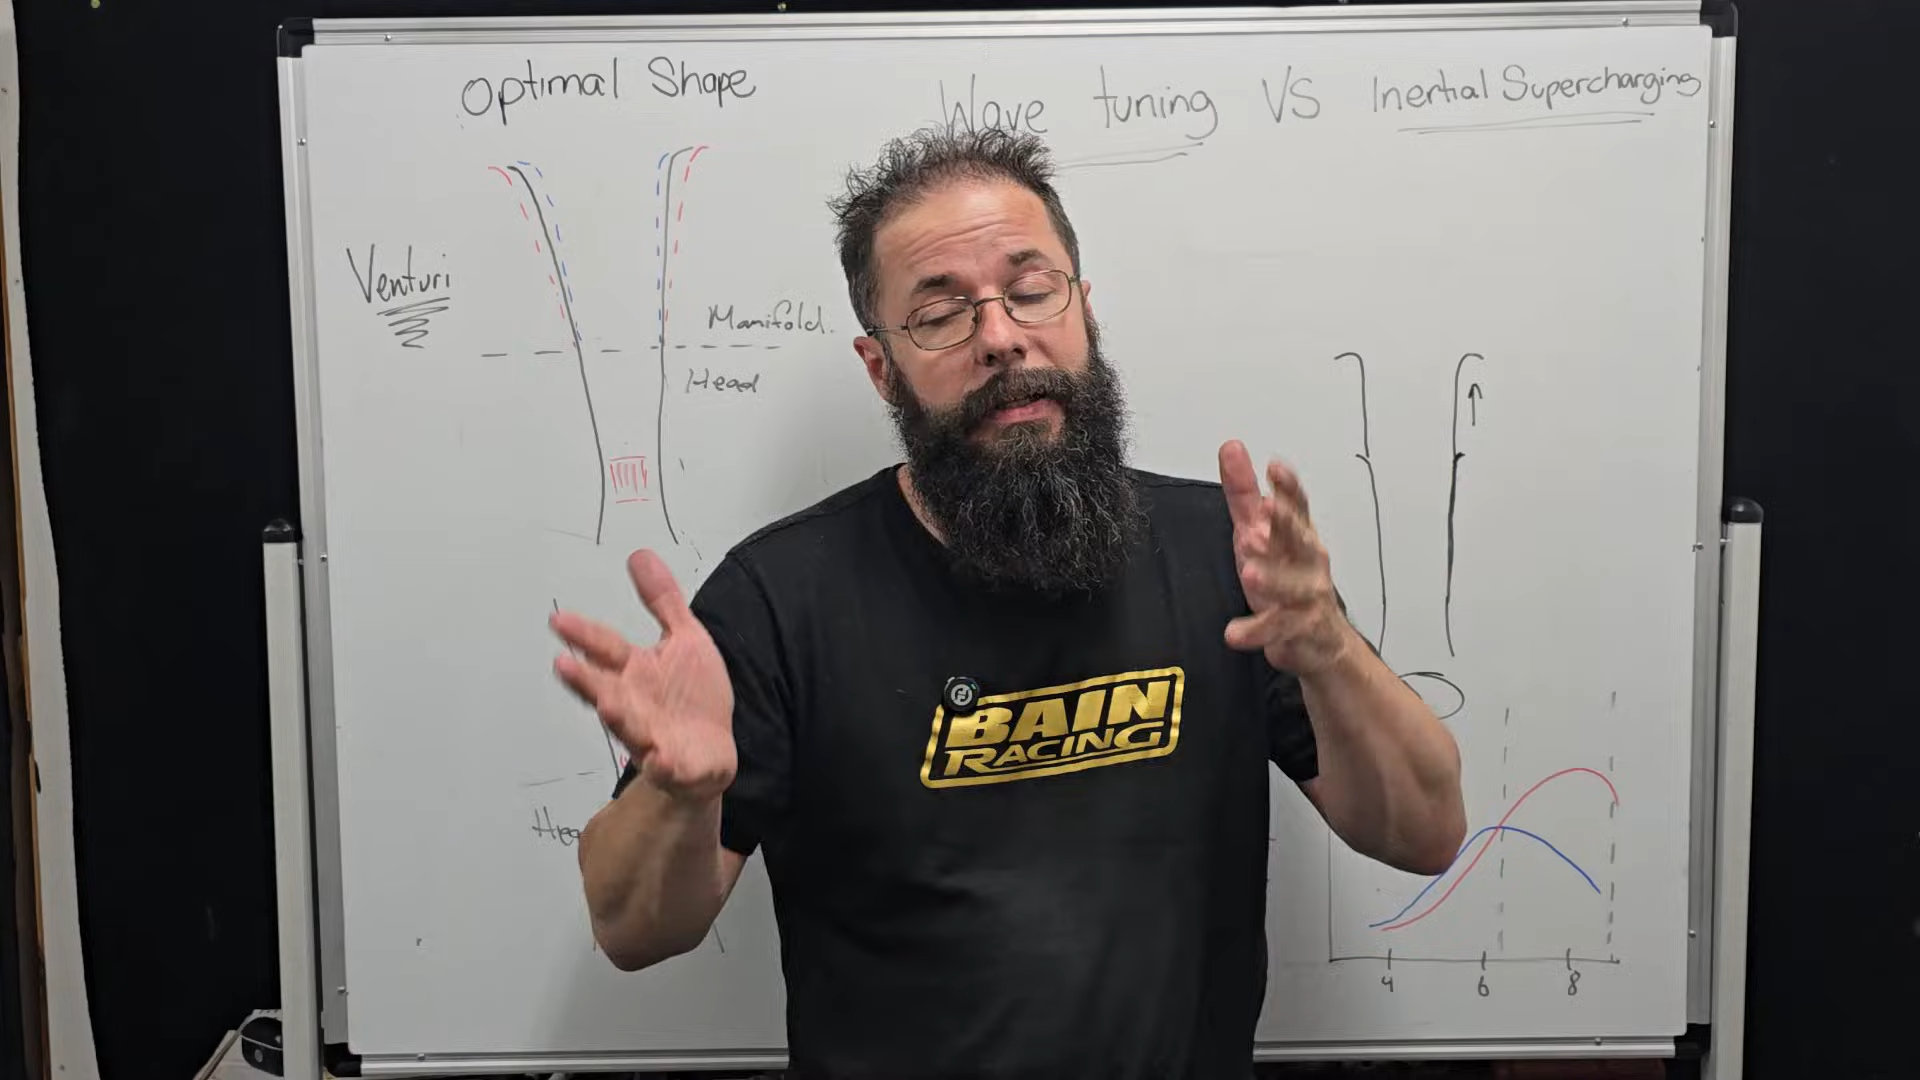 Optimal Shape
Wave tuning VS Inertial Supercharging
Venturi
Manifold.
Head
BAIN
RACING
4 6 8